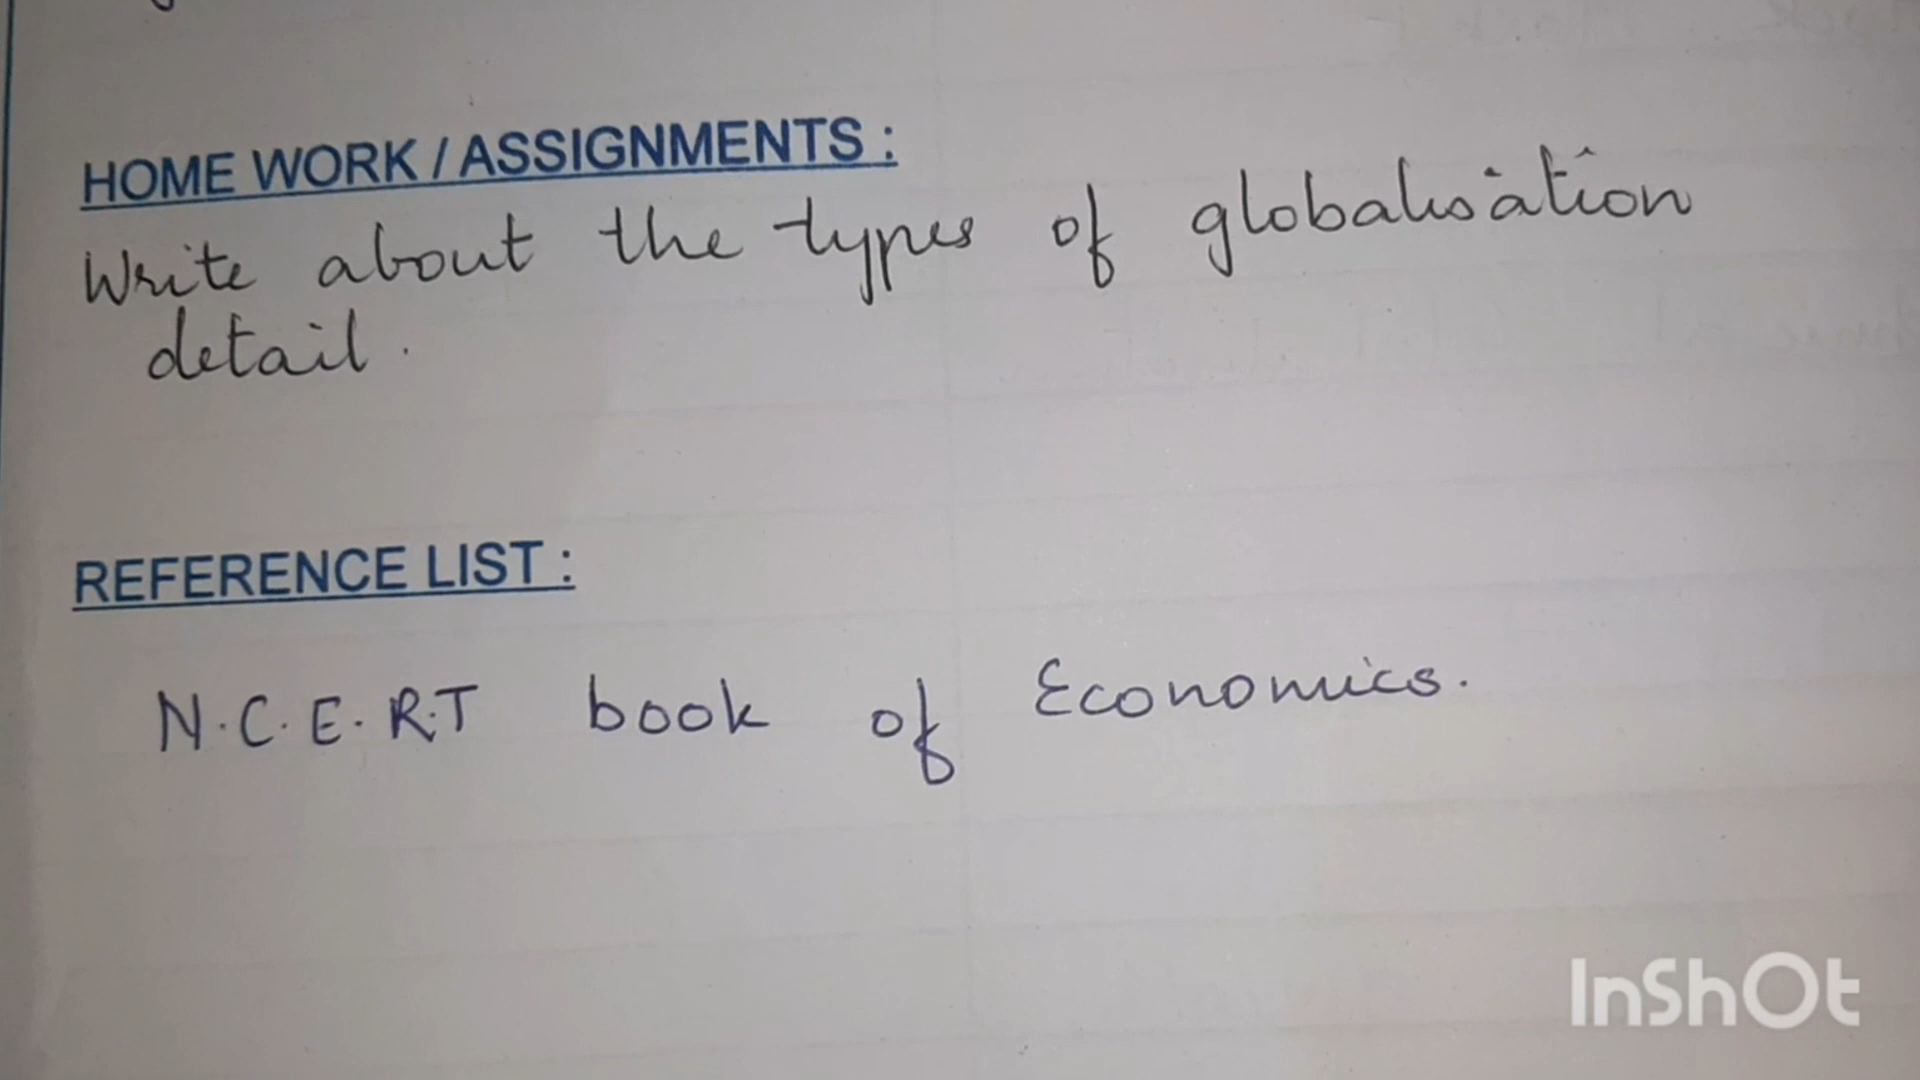 HOME WORK / ASSIGNMENTS :
Write about the types of globalisation
detail.
REFERENCE LIST :
N.C.E.R.T book of Economics.
InShOt